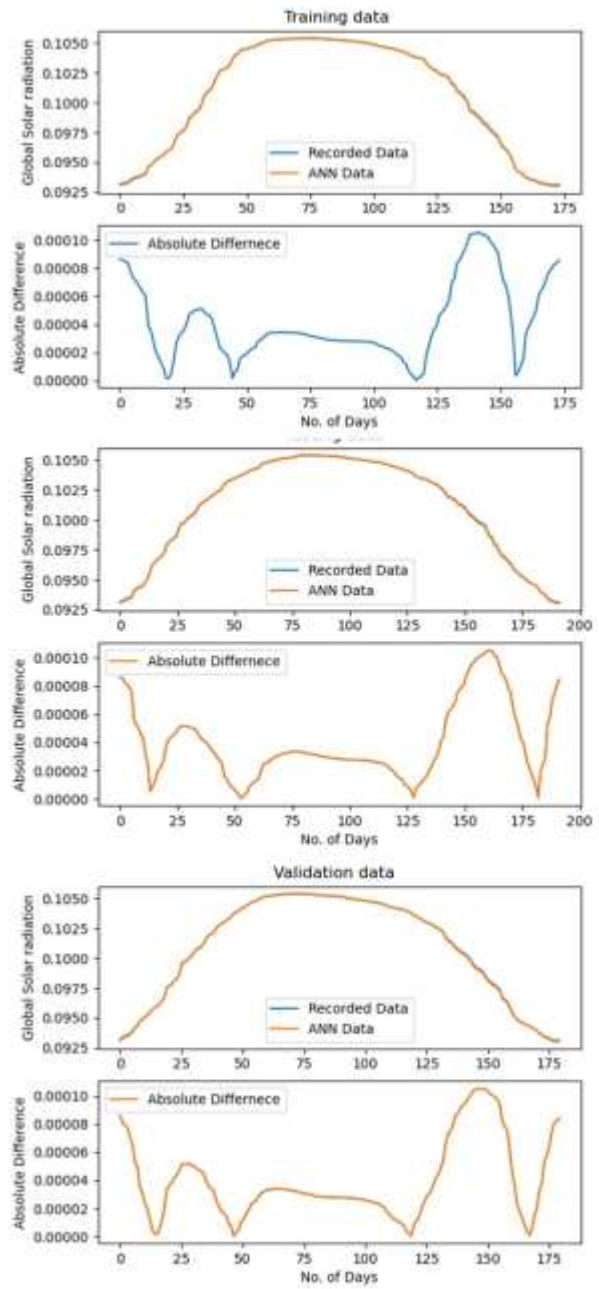 Training data
Global Solar radiation
0.1050
0.1025
0.1000
0.0975
0.0950
0.0925
Recorded Data
ANN Data
0 25 50 75 100 125 150 175
Absolute Difference
0.00010
0.00008
0.00006
0.00004
0.00002
0.00000
Absolute Differnece
0 25 50 75 100 125 150 175
No. of Days
Global Solar radiation
0.1050
0.1025
0.1000
0.0975
0.0950
0.0925
Recorded Data
ANN Data
0 25 50 75 100 125 150 175 200
Absolute Difference
0.00010
0.00008
0.00006
0.00004
0.00002
0.00000
Absolute Differnece
0 25 50 75 100 125 150 175 200
No. of Days
Validation data
Global Solar radiation
0.1050
0.1025
0.1000
0.0975
0.0950
0.0925
Recorded Data
ANN Data
0 25 50 75 100 125 150 175
Absolute Difference
0.00010
0.00008
0.00006
0.00004
0.00002
0.00000
Absolute Differnece
0 25 50 75 100 125 150 175
No. of Days